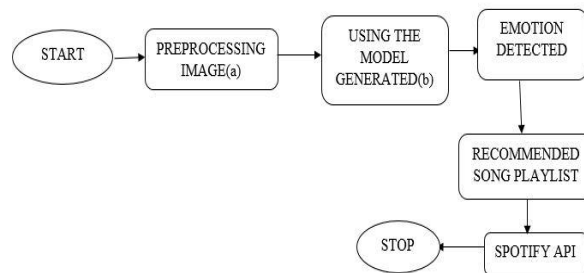 START
PREPROCESSING
IMAGE(a)
USING THE
MODEL
GENERATED(b)
EMOTION
DETECTED
RECOMMENDED
SONG PLAYLIST
SPOTIFY API
STOP